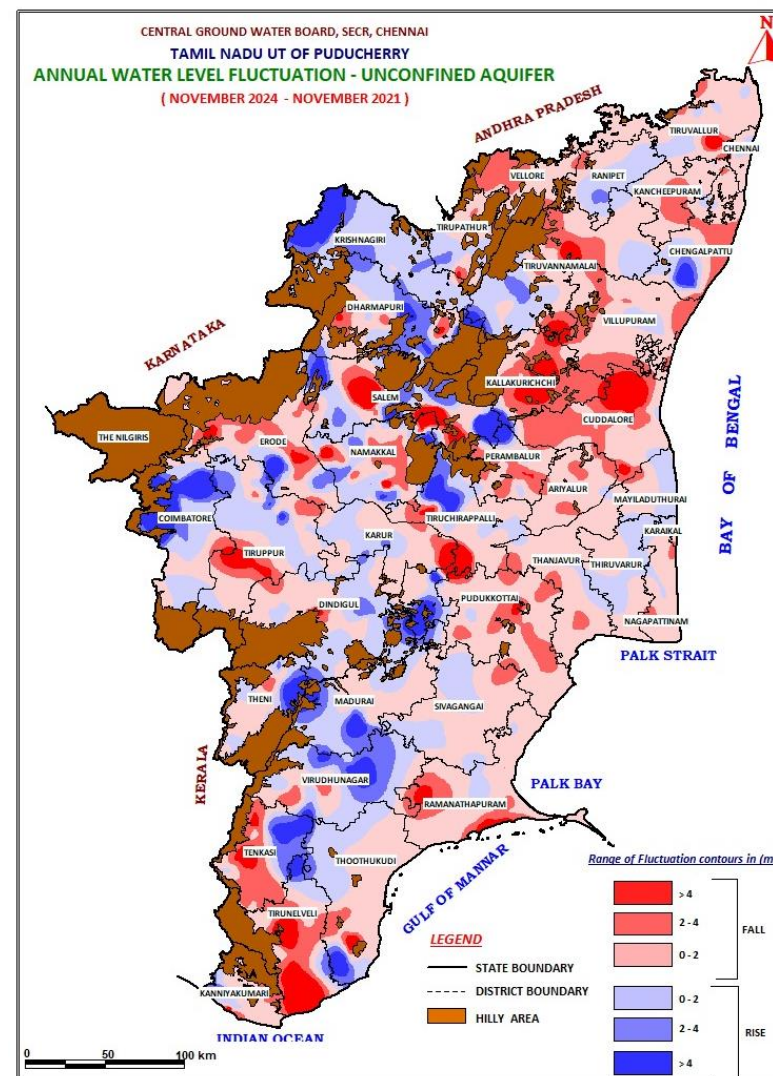 CENTRAL GROUND WATER BOARD, SECR, CHENNAI
TAMIL NADU UT OF PUDUCHERRY
ANNUAL WATER LEVEL FLUCTUATION - UNCONFINED AQUIFER
( NOVEMBER 2024 - NOVEMBER 2021 )
N
ANDHRA PRADESH
TIRUVALLUR
CHENNAI
VELLORE
RANIPET
KANCHEEPURAM
TIRUPATHUR
KRISHNAGIRI
CHENGALPATTU
TIRUVANNAMALAI
DHARMAPURI
VILLUPURAM
KARNATAKA
KALLAKURICHCHI
SALEM
CUDDALORE
THE NILGIRIS
ERODE
NAMAKKAL
PERAMBALUR
BAY OF BENGAL
ARIYALUR
MAYILADUTHURAI
COIMBATORE
TIRUCHIRAPPALLI
KARAIKAL
KARUR
TIRUPPUR
THANJAVUR
THIRUVARUR
DINDIGUL
PUDUKKOTTAI
NAGAPATTINAM
PALK STRAIT
THENI
MADURAI
SIVAGANGAI
KERALA
VIRUDHUNAGAR
PALK BAY
RAMANATHAPURAM
TENKASI
THOOTHUKUDI
GULF OF MANNAR
TIRUNELVELI
KANNIYAKUMARI
INDIAN OCEAN
0 50 100 km
LEGEND
STATE BOUNDARY
DISTRICT BOUNDARY
HILLY AREA
Range of Fluctuation contours in (m
> 4
2 - 4
0 - 2
FALL
0 - 2
2 - 4
> 4
RISE